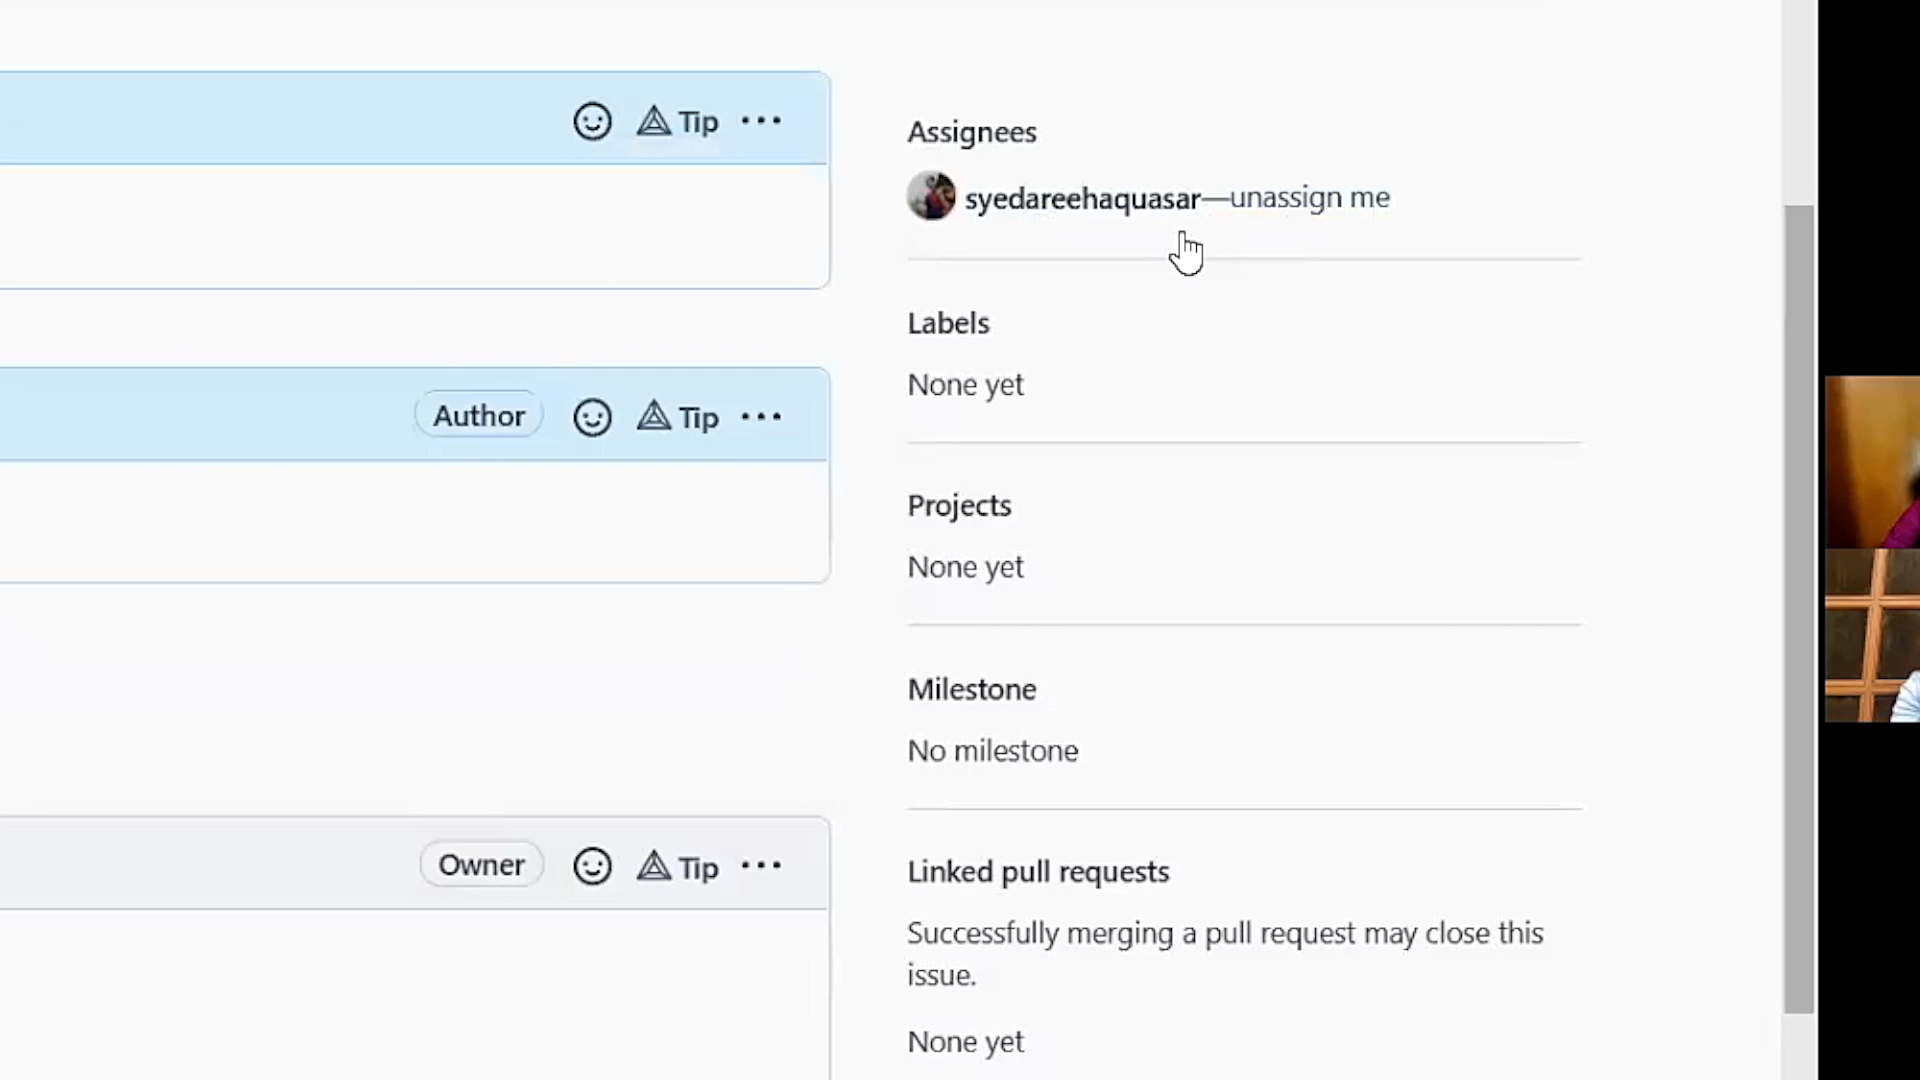 Tip ...
Assignees
syedareehaquasar—unassign me
Labels
None yet
Author Tip ...
Projects
None yet
Milestone
No milestone
Owner Tip ...
Linked pull requests
Successfully merging a pull request may close this
issue.
None yet